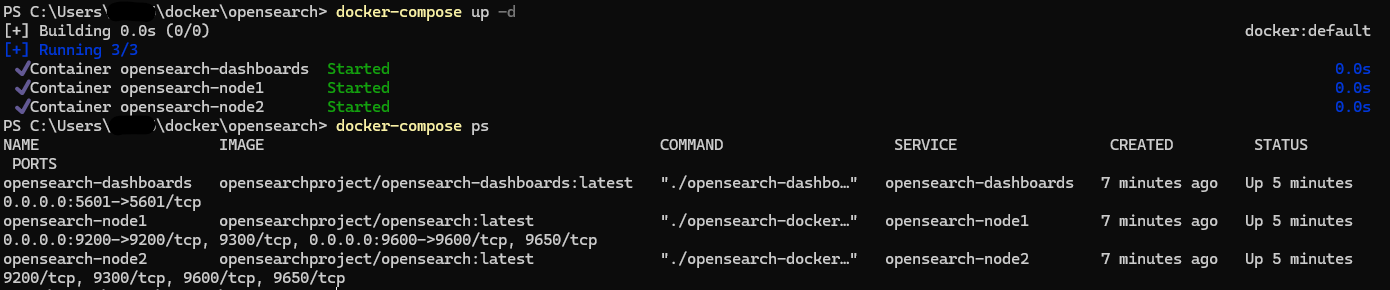 PS C:\Users\ \docker\opensearch> docker-compose up -d
[+] Building 0.0s (0/0) docker:default
[+] Running 3/3
✔Container opensearch-dashboards Started 0.0s
✔Container opensearch-node1 Started 0.0s
✔Container opensearch-node2 Started 0.0s
PS C:\Users\ \docker\opensearch> docker-compose ps
NAME IMAGE COMMAND SERVICE CREATED STATUS
PORTS
opensearch-dashboards opensearchproject/opensearch-dashboards:latest "./opensearch-dashbo…" opensearch-dashboards 7 minutes ago Up 5 minutes
0.0.0.0:5601->5601/tcp
opensearch-node1 opensearchproject/opensearch:latest "./opensearch-docker…" opensearch-node1 7 minutes ago Up 5 minutes
0.0.0.0:9200->9200/tcp, 9300/tcp, 0.0.0.0:9600->9600/tcp, 9650/tcp
opensearch-node2 opensearchproject/opensearch:latest "./opensearch-docker…" opensearch-node2 7 minutes ago Up 5 minutes
9200/tcp, 9300/tcp, 9600/tcp, 9650/tcp